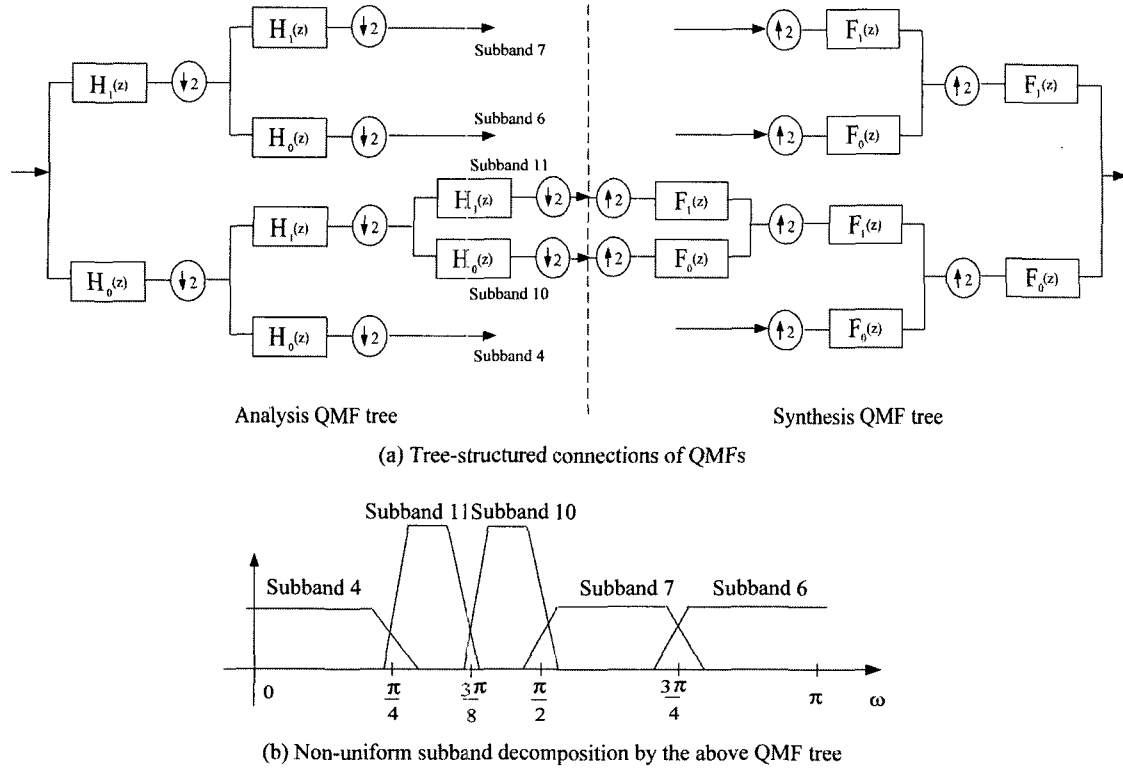 H₁(z) ↓2 Subband 7
F₁(z) ↑2
H₁(z) ↓2
↑2 F₁(z)
H₀(z) ↓2 Subband 6
↑2 F₀(z)
Subband 11
H₁(z) ↓2 ↑2 F₁(z)
H₁(z) ↓2
↑2 F₁(z)
H₀(z) ↓2 ↑2 F₀(z)
Subband 10
H₀(z) ↓2
↑2 F₀(z)
H₀(z) ↓2 Subband 4
↑2 F₀(z)
Analysis QMF tree Synthesis QMF tree
(a) Tree-structured connections of QMFs
Subband 11 Subband 10
Subband 4 Subband 7 Subband 6
0 π/4 3/8 π π/2 3π/4 π ω
(b) Non-uniform subband decomposition by the above QMF tree